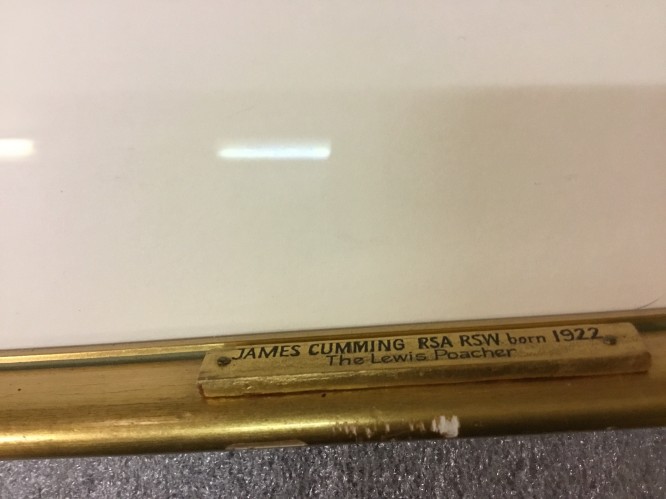 JAMES CUMMING RSA RSW born 1922
The Lewis Poacher